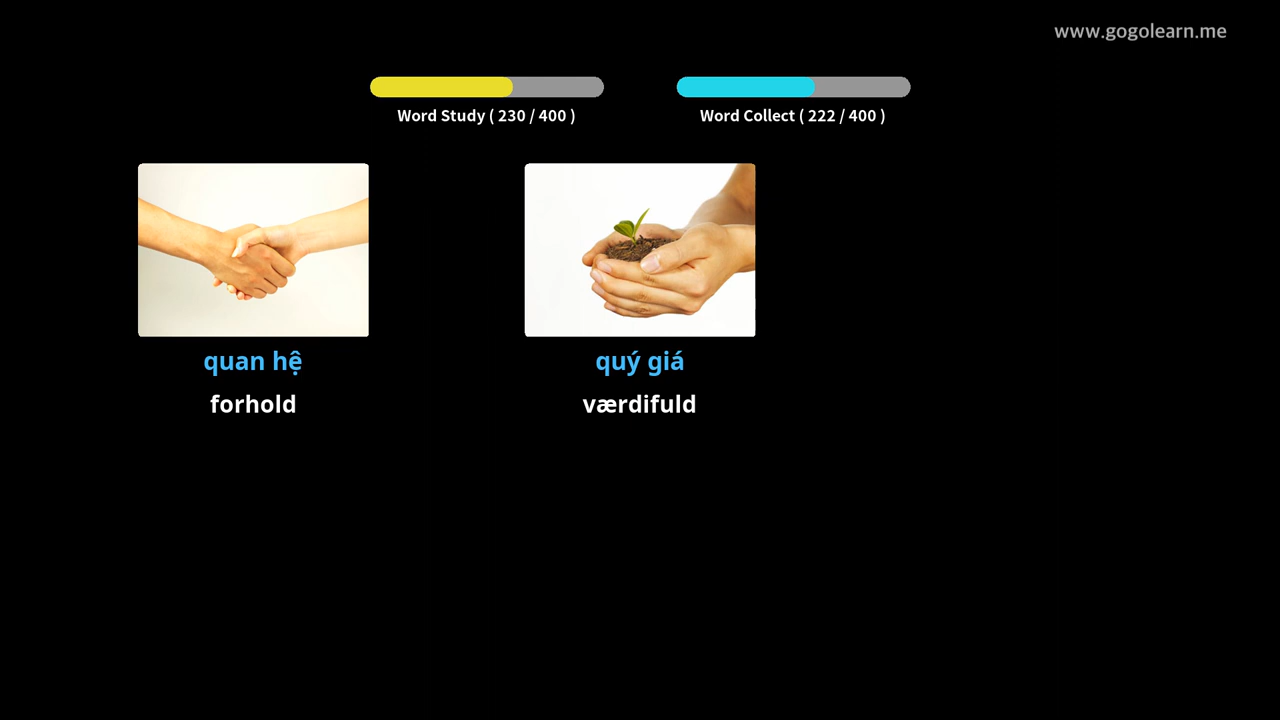 www.gogolearn.me
Word Study ( 230 / 400 )
Word Collect ( 222 / 400 )
quan hệ
forhold
quý giá
værdifuld